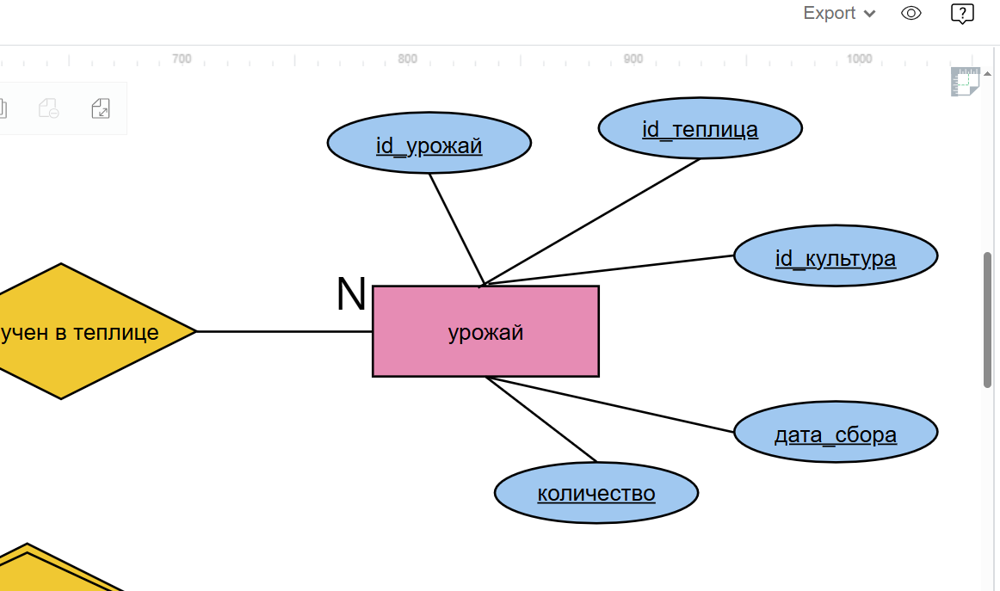 Export
?
700
800
900
1000
id_урожай
id_теплица
id_культура
N
учен в теплице
урожай
дата_сбора
количество